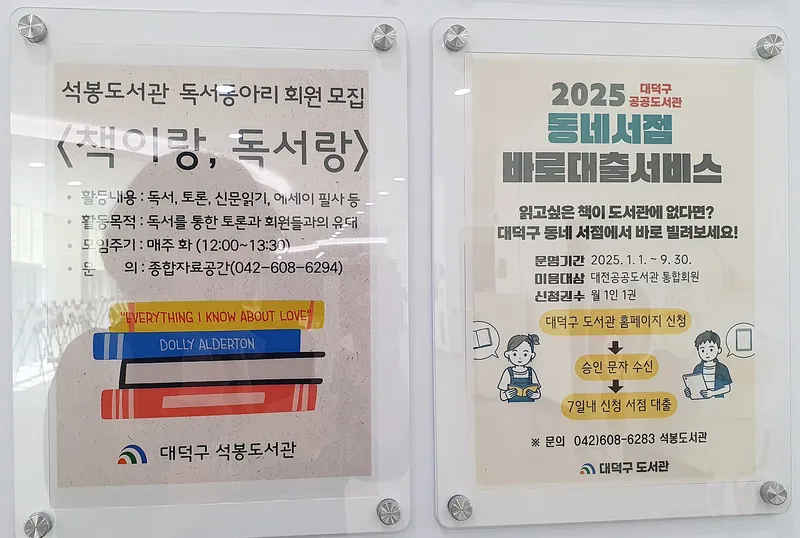 석봉도서관 독서동아리 회원 모집
<책이랑, 독서랑>
• 활동내용 : 독서, 토론, 신문읽기, 에세이 필사 등
• 활동목적 : 독서를 통한 토론과 회원들과의 유대
• 모임주기 : 매주 화 (12:00~13:30)
• 문 의 : 종합자료공간(042-608-6294)
"EVERYTHING I KNOW ABOUT LOVE"
DOLLY ALDERTON
대덕구 석봉도서관
2025 대덕구 공공도서관
동네서점
바로대출서비스
읽고싶은 책이 도서관에 없다면?
대덕구 동네 서점에서 바로 빌려보세요!
운영기간 2025. 1. 1. ~ 9. 30.
이용대상 대전공공도서관 통합회원
신청권수 월 1인 1권
대덕구 도서관 홈페이지 신청
승인 문자 수신
7일내 신청 서점 대출
※ 문의 042)608-6283 석봉도서관
대덕구 도서관